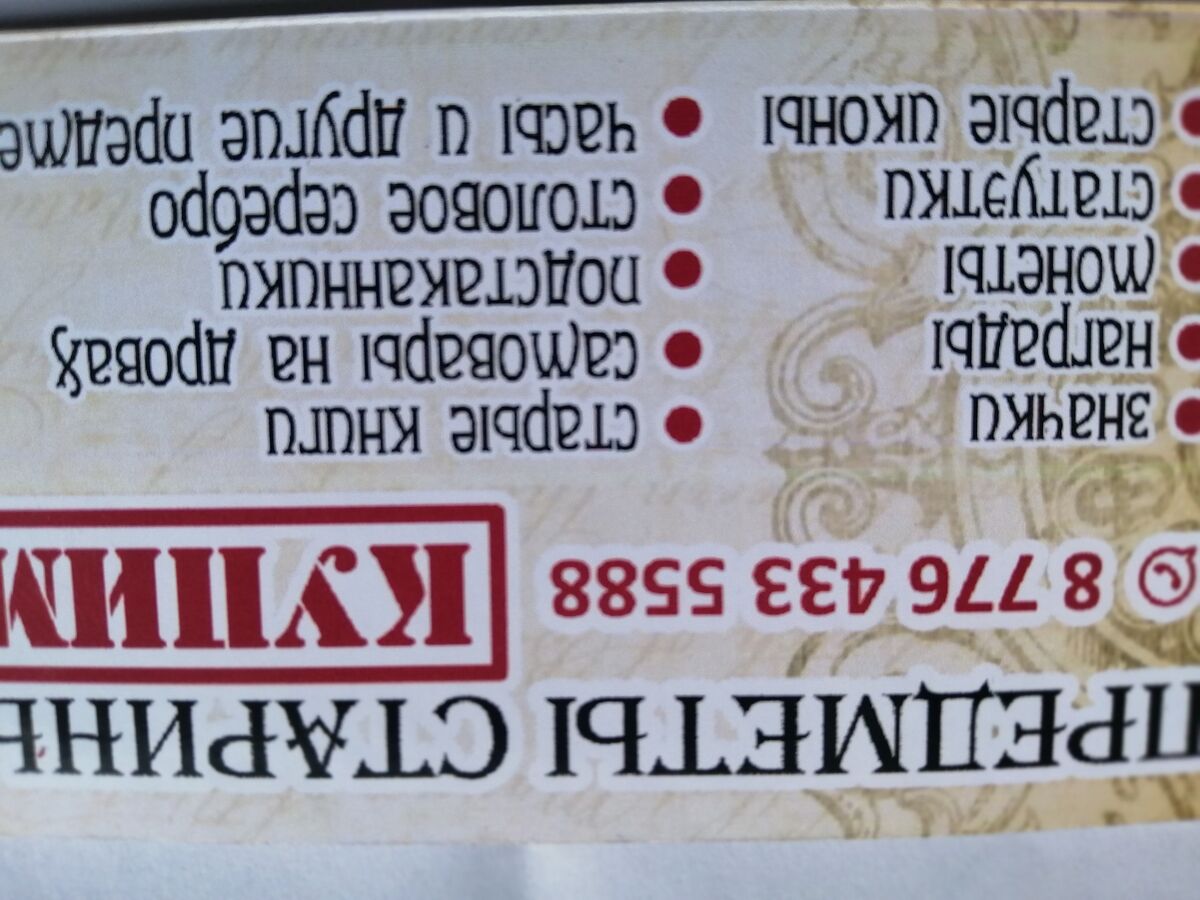 ПРЕДМЕТЫ СТАРИНЫ
8 776 433 5588
КУПИМ
значки
награды
монеты
статуэтки
старые иконы
старые книги
самовары на дровах
подстаканники
столовое серебро
часы и другие предме